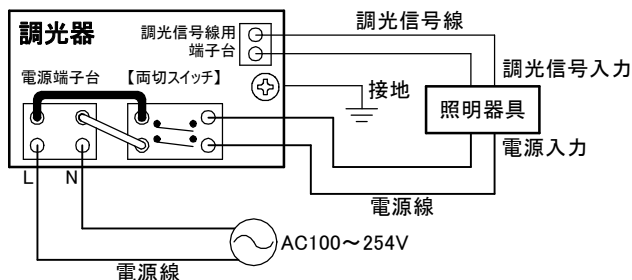 調光器
調光信号線用
端子台
電源端子台
【両切スイッチ】
調光信号線
調光信号入力
接地
照明器具
電源入力
L
N
電源線
AC100～254V
電源線